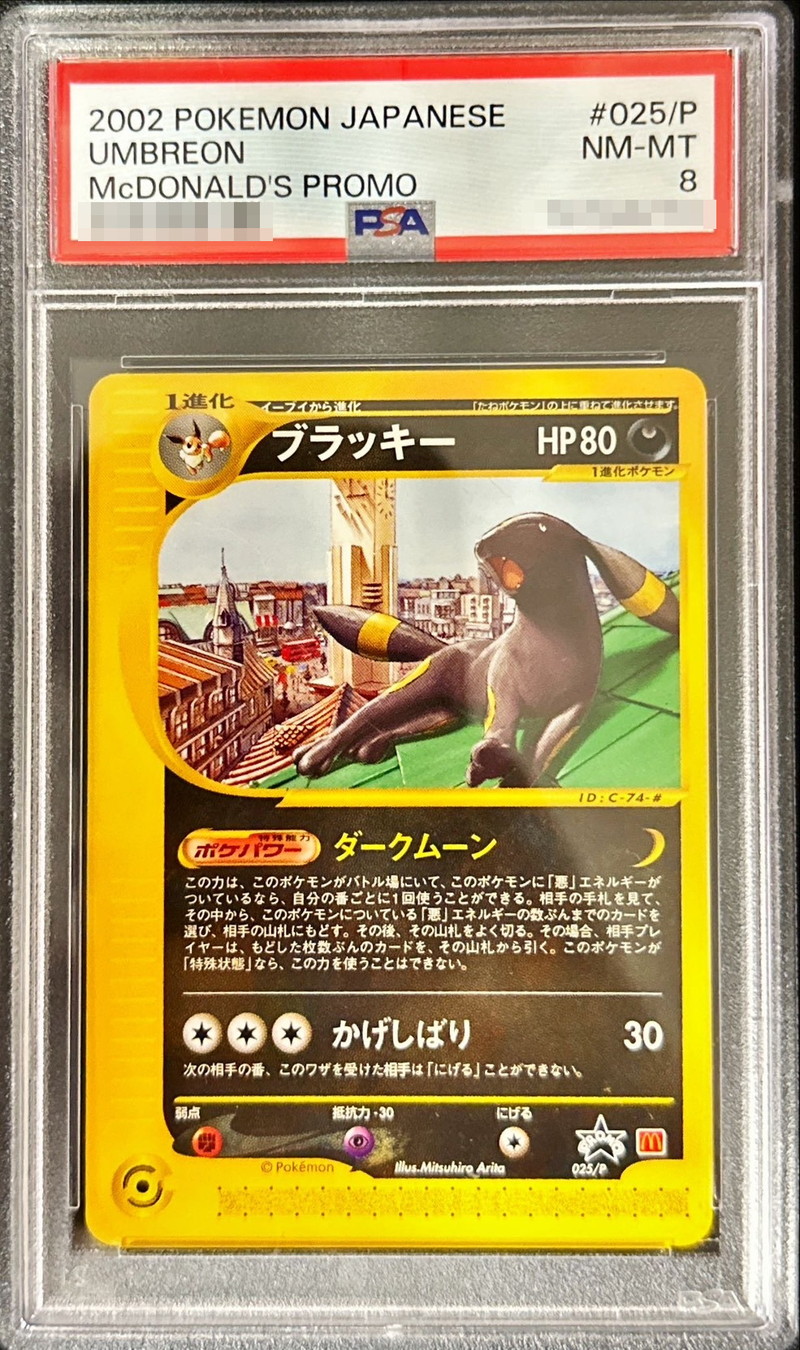 2002 POKEMON JAPANESE #025/P
UMBREON NM-MT
McDONALD'S PROMO 8
PSA
1進化
イーブイから進化 「たねポケモン」の上に重ねて進化させます。
ブラッキー HP80
1進化ポケモン
ID:C-74-#
特殊能力
ポケパワー ダークムーン
この力は、このポケモンがバトル場にいて、このポケモンに「悪」エネルギーが
ついているなら、自分の番ごとに1回使うことができる。相手の手札を見て、
その中から、このポケモンについている「悪」エネルギーの数ぶんまでのカードを
選び、相手の山札にもどす。その後、その山札をよく切る。その場合、相手プレ
イヤーは、もどした枚数ぶんのカードを、その山札から引く。このポケモンが
「特殊状態」なら、この力を使うことはできない。
かげしばり 30
次の相手の番、このワザを受けた相手は「にげる」ことができない。
弱点 抵抗力・30 にげる
PROMO
025/P
©Pokémon Illus.Mitsuhiro Arita
PSA